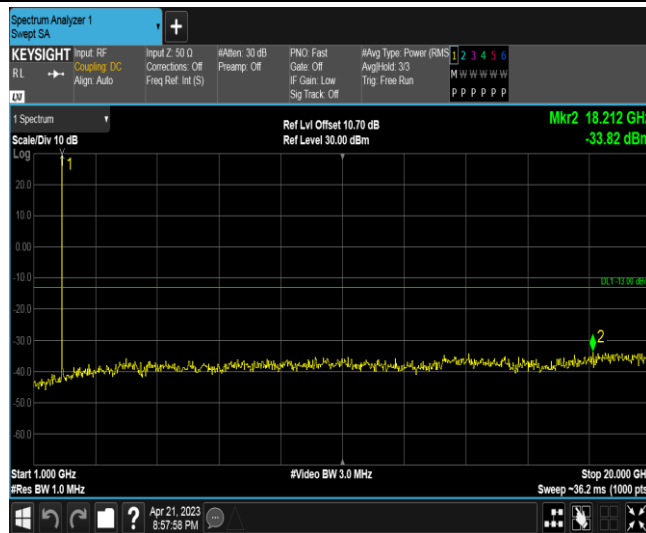 Spectrum Analyzer 1
Swept SA
KEYSIGHT
RL
LXI
Input: RF
Coupling: DC
Align: Auto
Input Z: 50 Ω
Corrections: Off
Freq Ref: Int (S)
#Atten: 30 dB
Preamp: Off
PNO: Fast
Gate: Off
IF Gain: Low
Sig Track: Off
#Avg Type: Power (RMS
Avg|Hold: 3/3
Trig: Free Run
1 2 3 4 5 6
M W W W W W
P P P P P P
1 Spectrum
Scale/Div 10 dB
Log
Ref Lvl Offset 10.70 dB
Ref Level 30.00 dBm
Mkr2 18.212 GHz
-33.82 dBm
1
20.0
10.0
0.00
-10.0
DL1 -13.00 dBm
-20.0
-30.0
2
-40.0
-50.0
-60.0
Start 1.000 GHz
#Video BW 3.0 MHz
Stop 20.000 GHz
#Res BW 1.0 MHz
Sweep ~36.2 ms (1000 pts
?
Apr 21, 2023
8:57:58 PM